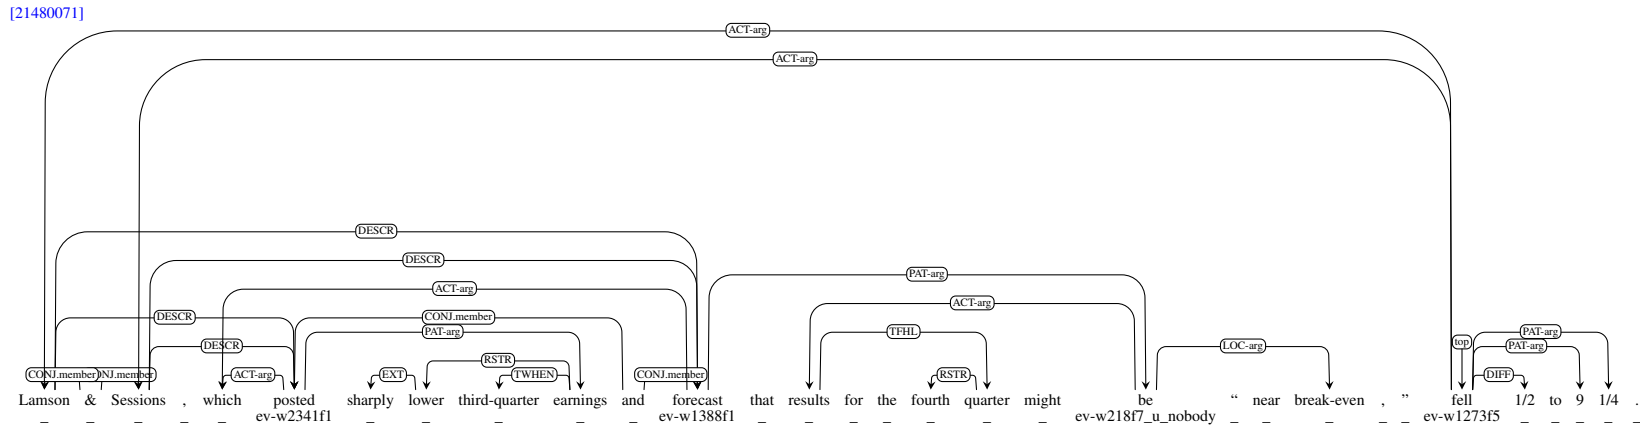 [21480071]
ACT-arg
ACT-arg
DESCR
DESCR
PAT-arg
ACT-arg
ACT-arg
DESCR CONJ.member
PAT-arg TFHL PAT-arg
top
DESCR LOC-arg PAT-arg
RSTR
CONJ.member NJ.member ACT-arg EXT TWHEN CONJ.member RSTR DIFF
Lamson & Sessions , which posted sharply lower third-quarter earnings and forecast that results for the fourth quarter might be “ near break-even , ” fell 1/2 to 9 1/4 .
_ _ _ _ _ ev-w2341f1 _ _ _ _ _ ev-w1388f1 _ _ _ _ _ _ _ ev-w218f7_u_nobody _ _ _ _ _ ev-w1273f5 _ _ _ _ _